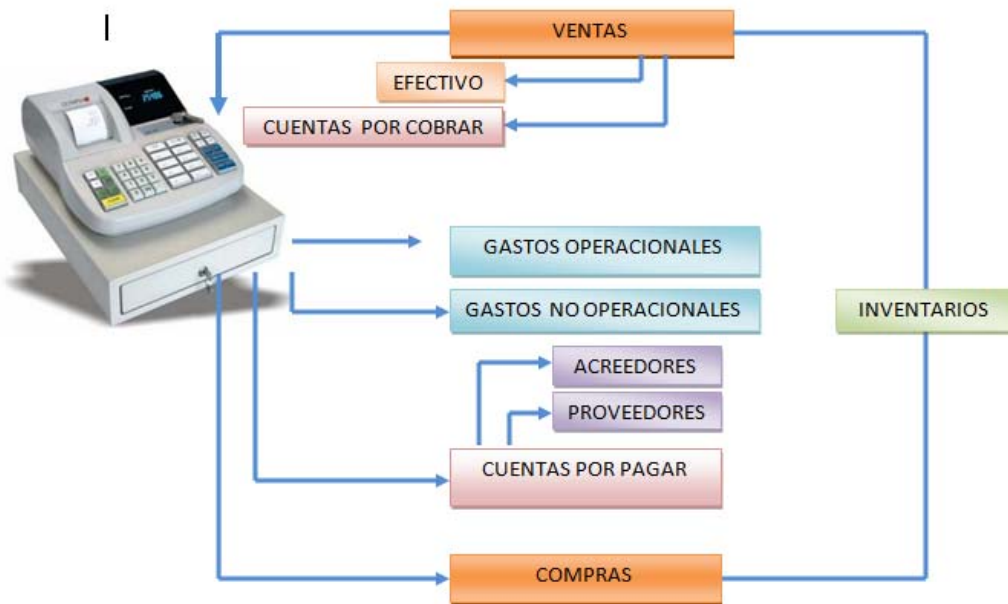 VENTAS
EFECTIVO
CUENTAS POR COBRAR
GASTOS OPERACIONALES
GASTOS NO OPERACIONALES
INVENTARIOS
ACREEDORES
PROVEEDORES
CUENTAS POR PAGAR
COMPRAS